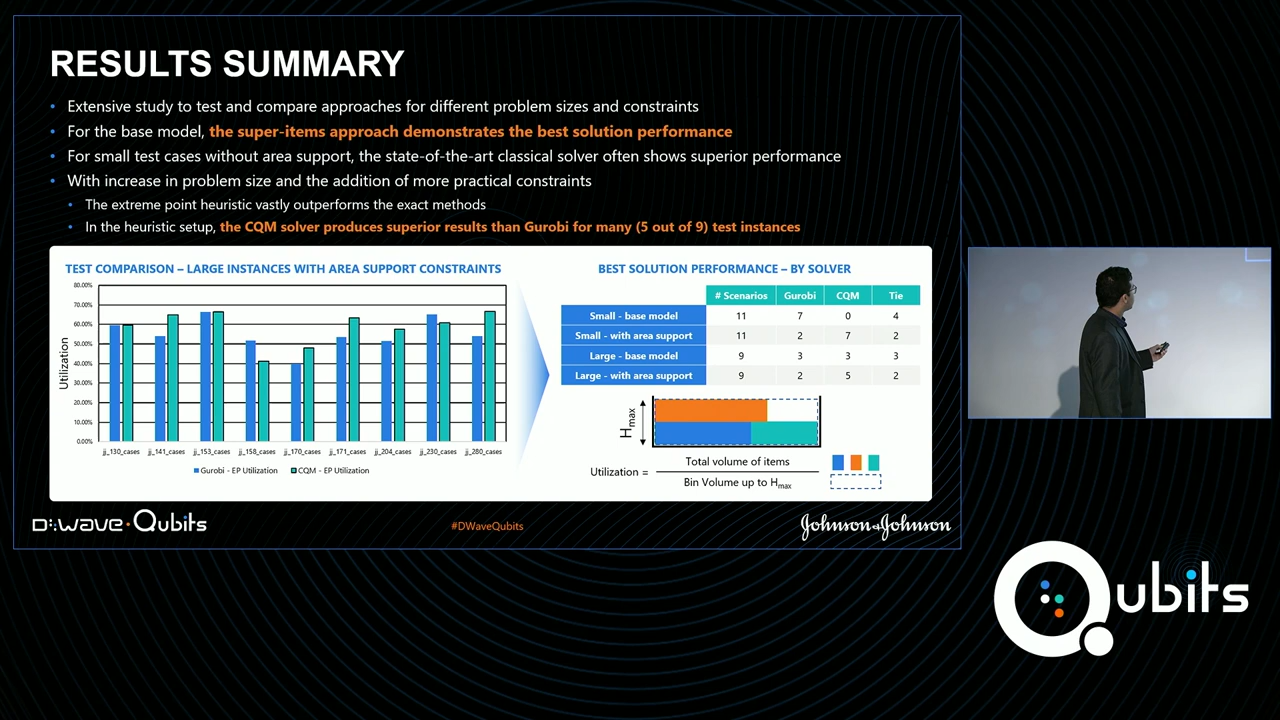 RESULTS SUMMARY
• Extensive study to test and compare approaches for different problem sizes and constraints
• For the base model, the super-items approach demonstrates the best solution performance
• For small test cases without area support, the state-of-the-art classical solver often shows superior performance
• With increase in problem size and the addition of more practical constraints
• The extreme point heuristic vastly outperforms the exact methods
• In the heuristic setup, the CQM solver produces superior results than Gurobi for many (5 out of 9) test instances
TEST COMPARISON – LARGE INSTANCES WITH AREA SUPPORT CONSTRAINTS
80.00%
70.00%
60.00%
50.00%
40.00%
30.00%
20.00%
10.00%
0.00%
Utilization
jj_130_cases jj_141_cases jj_153_cases jj_158_cases jj_170_cases jj_171_cases jj_204_cases jj_230_cases jj_280_cases
Gurobi - EP Utilization CQM - EP Utilization
BEST SOLUTION PERFORMANCE – BY SOLVER
# Scenarios Gurobi CQM Tie
Small - base model 11 7 0 4
Small - with area support 11 2 7 2
Large - base model 9 3 3 3
Large - with area support 9 2 5 2
Hmax
Utilization =
Total volume of items
Bin Volume up to Hmax
D:wave Qubits
#DWaveQubits
Johnson & Johnson
Qubits